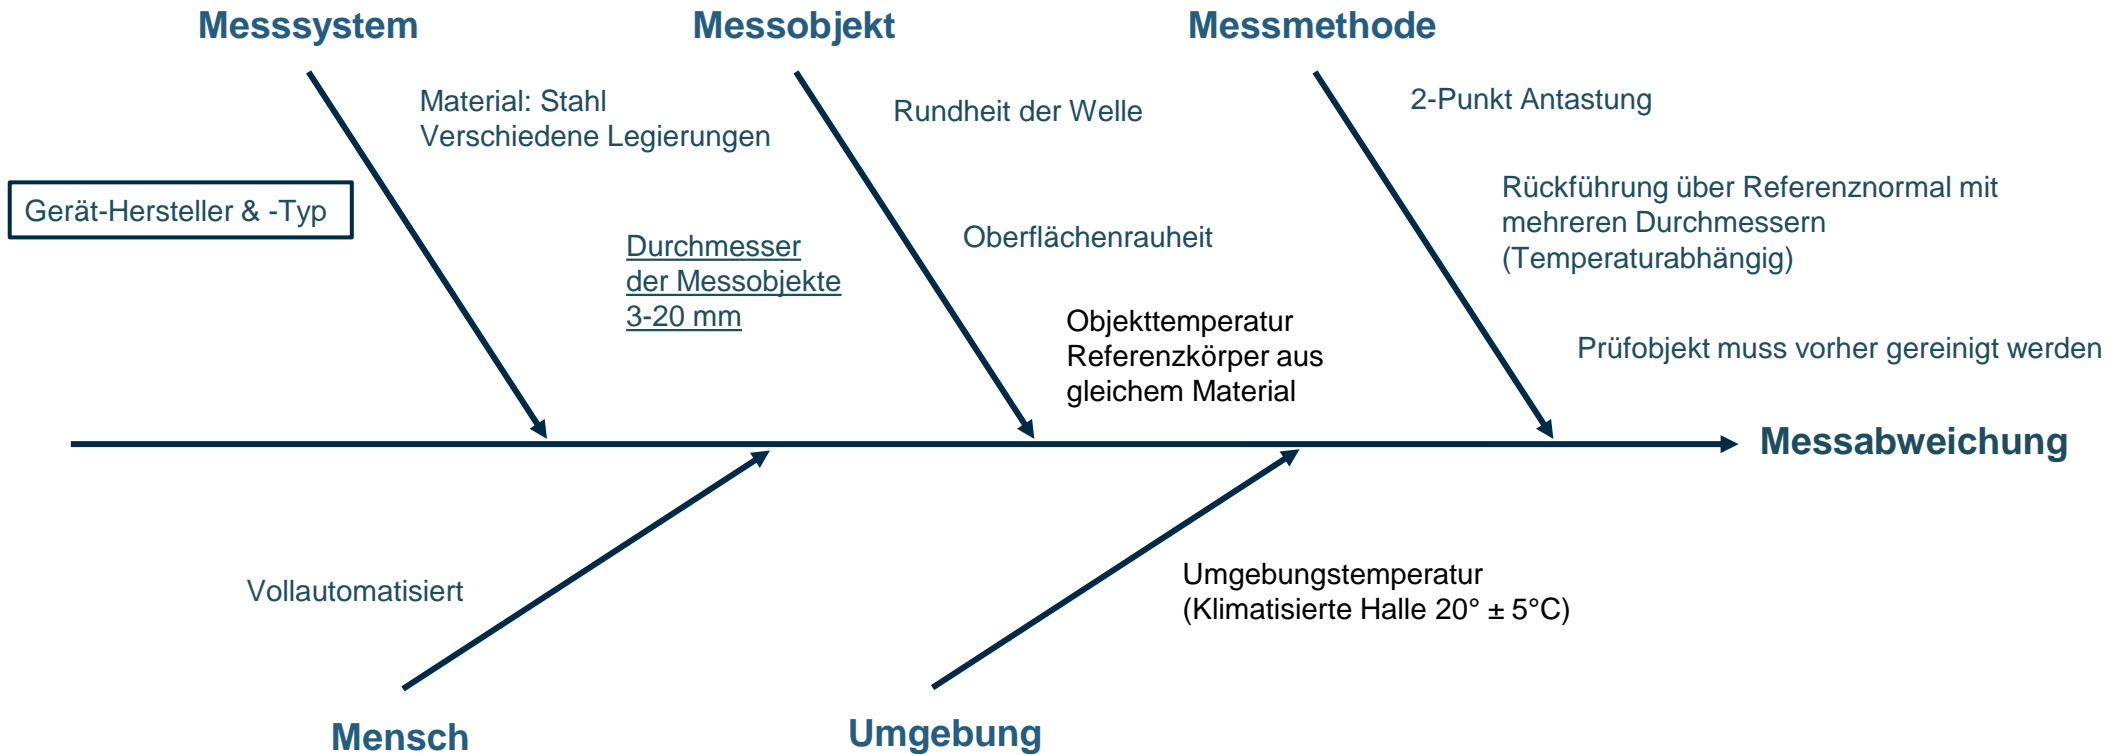 Messsystem
Messobjekt
Messmethode
Material: Stahl
Verschiedene Legierungen
Rundheit der Welle
2-Punkt Antastung
Gerät-Hersteller & -Typ
Durchmesser
der Messobjekte
3-20 mm
Oberflächenrauheit
Rückführung über Referenznormal mit
mehreren Durchmessern
(Temperaturabhängig)
Objekttemperatur
Referenzkörper aus
gleichem Material
Prüfobjekt muss vorher gereinigt werden
Messabweichung
Vollautomatisiert
Umgebungstemperatur
(Klimatisierte Halle 20° ± 5°C)
Mensch
Umgebung